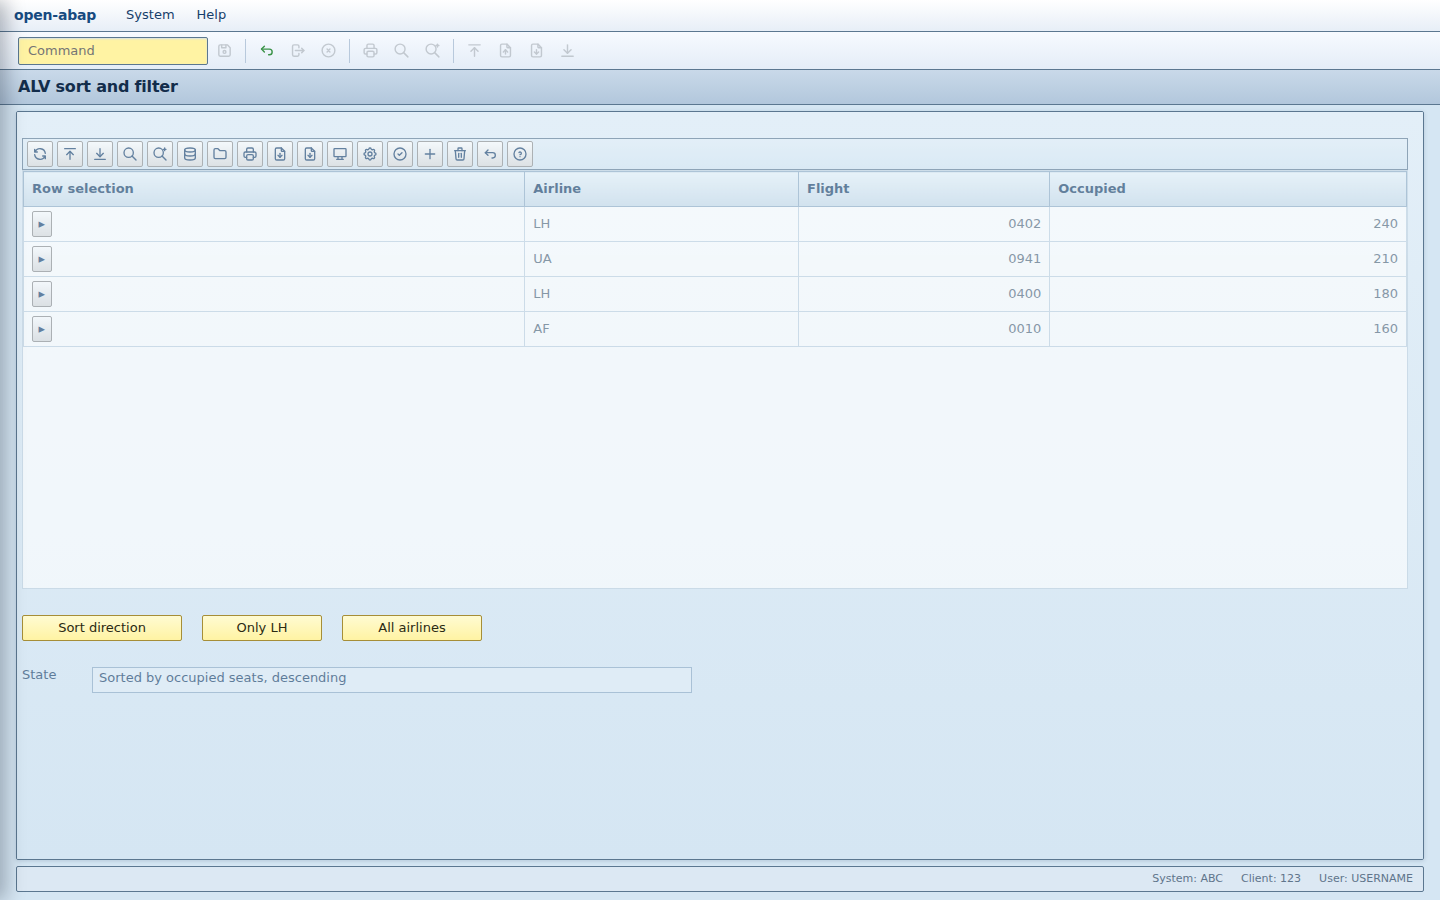 open-abap System Help
Command
ALV sort and filter
Row selection Airline Flight Occupied
LH 0402 240
UA 0941 210
LH 0400 180
AF 0010 160
Sort direction Only LH All airlines
State Sorted by occupied seats, descending
System: ABC Client: 123 User: USERNAME